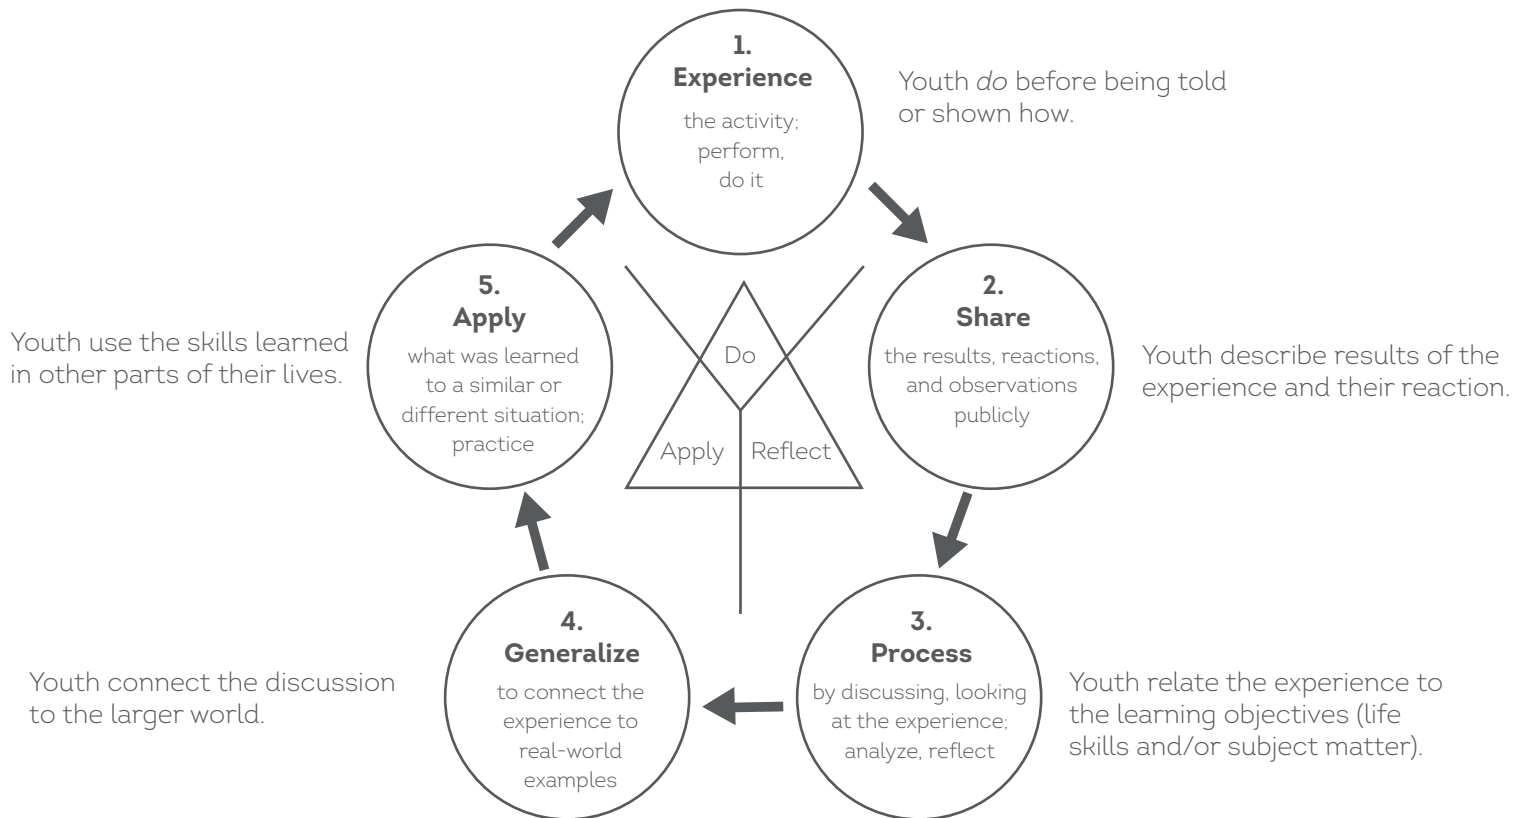 1.
Experience
the activity;
perform,
do it
Youth do before being told
or shown how.
2.
Share
the results, reactions,
and observations
publicly
Youth describe results of the
experience and their reaction.
3.
Process
by discussing, looking
at the experience;
analyze, reflect
Youth relate the experience to
the learning objectives (life
skills and/or subject matter).
4.
Generalize
to connect the
experience to
real-world
examples
Youth connect the discussion
to the larger world.
5.
Apply
what was learned
to a similar or
different situation;
practice
Youth use the skills learned
in other parts of their lives.
Do
Apply
Reflect